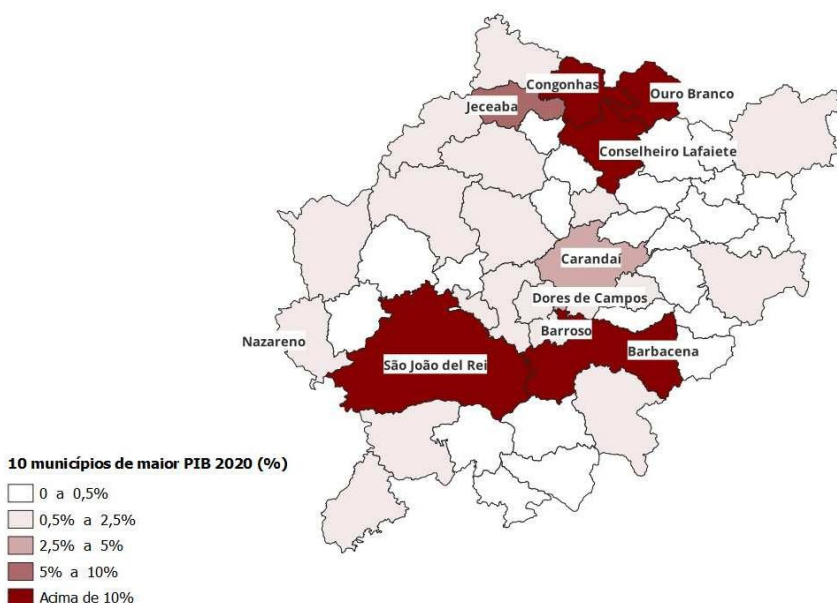 Congonhas
Ouro Branco
Jeceaba
Conselheiro Lafaiete
Carandaí
Dores de Campos
Nazareno
Barroso
Barbacena
São João del Rei
10 municípios de maior PIB 2020 (%)
0 a 0,5%
0,5% a 2,5%
2,5% a 5%
5% a 10%
Acima de 10%